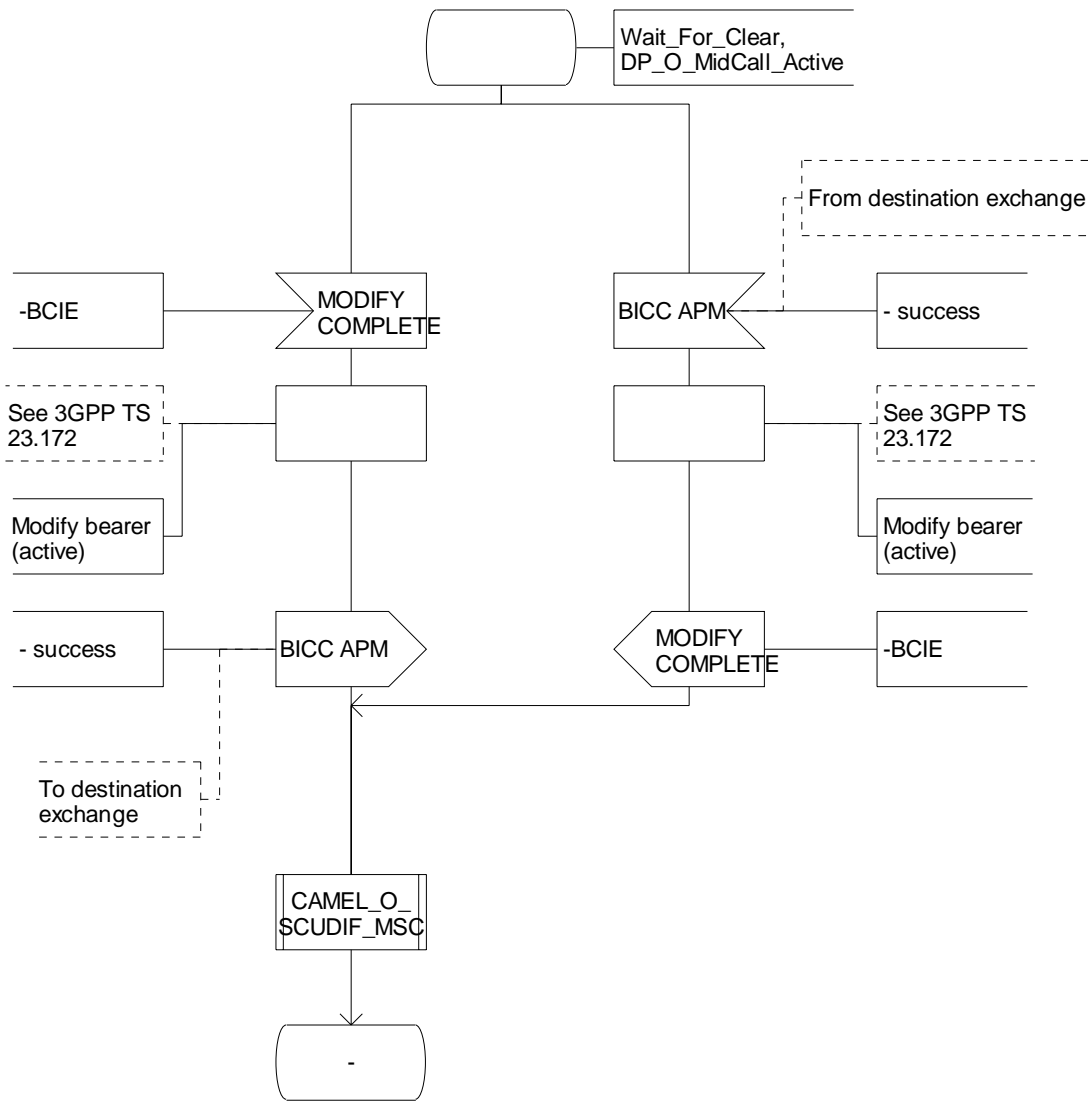 Wait_For_Clear,
DP_O_MidCall_Active
From destination exchange
-BCIE
MODIFY
COMPLETE
BICC APM
- success
See 3GPP TS
23.172
See 3GPP TS
23.172
Modify bearer
(active)
Modify bearer
(active)
- success
BICC APM
MODIFY
COMPLETE
-BCIE
To destination
exchange
CAMEL_O_
SCUDIF_MSC
-